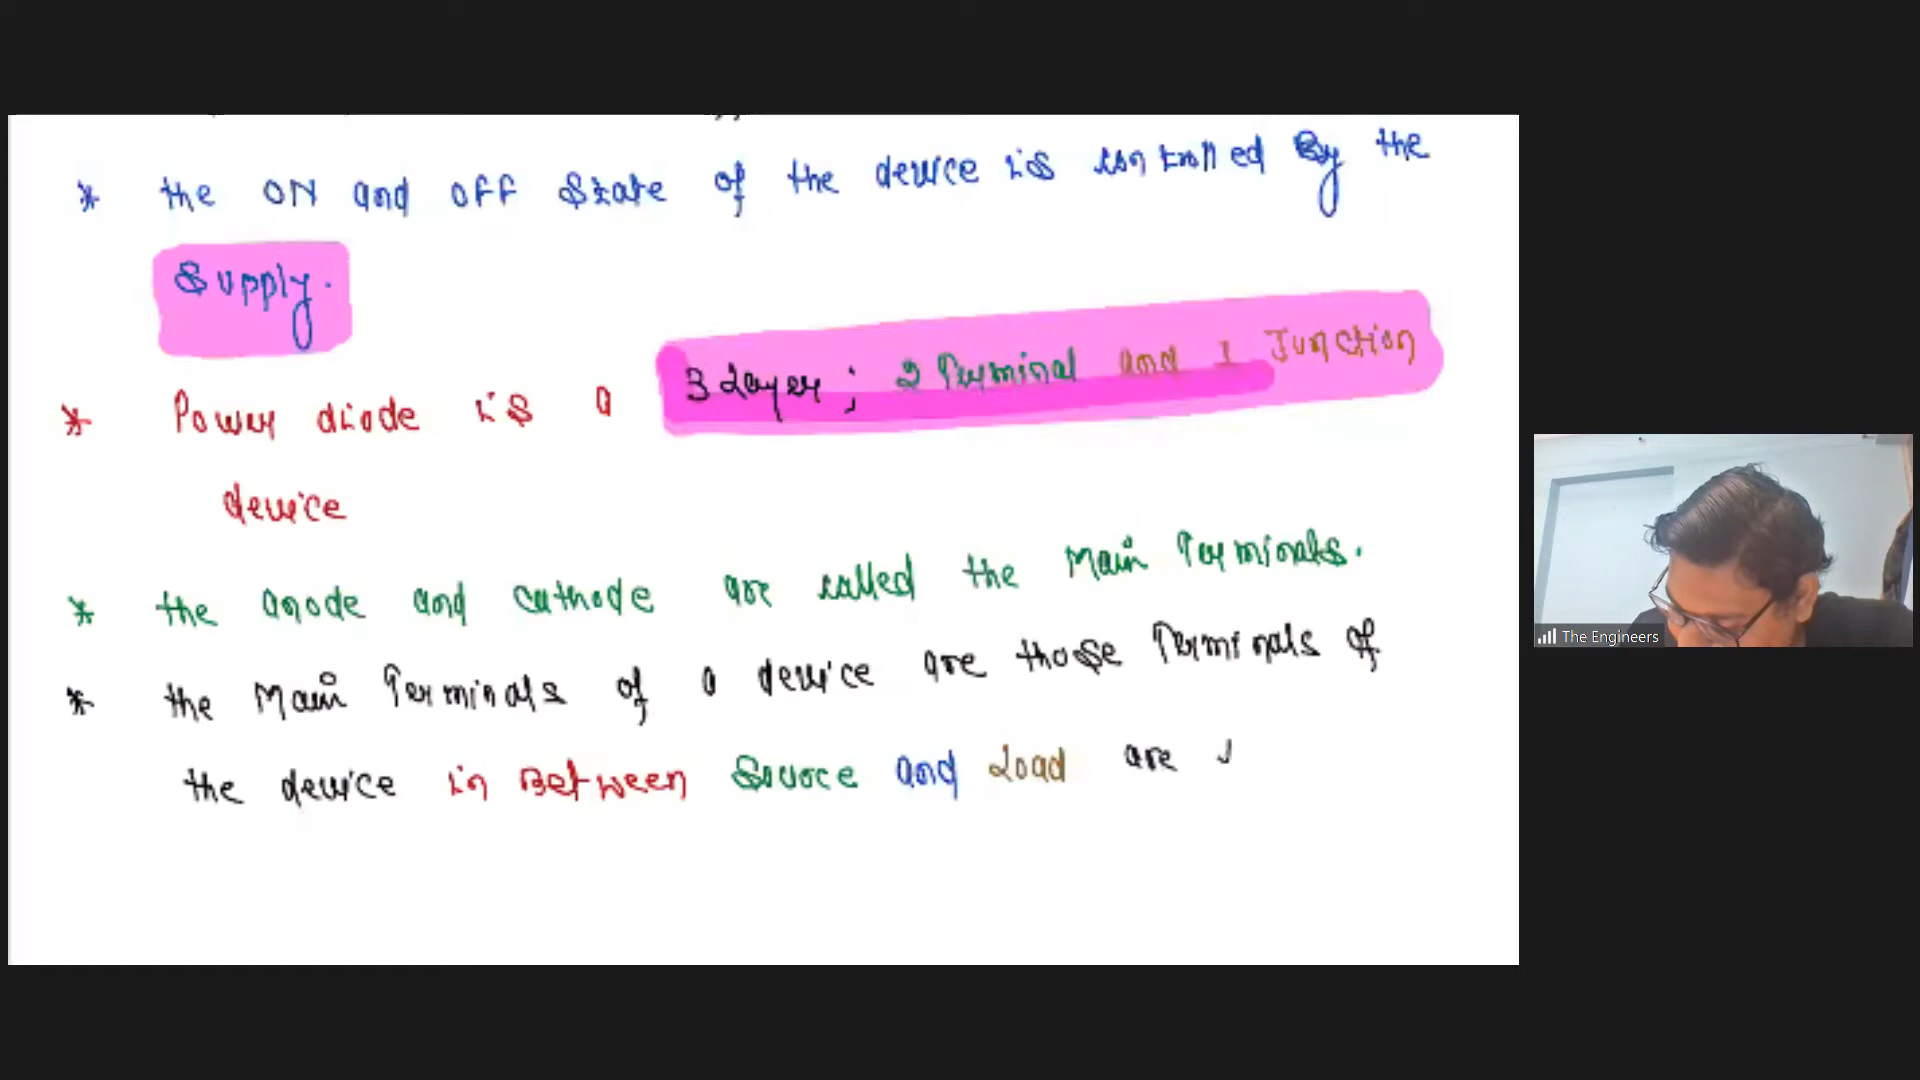 * the ON and OFF State of the device is controlled By the
Supply.
* Power diode is a 3 Layer; 2 Terminal and 1 Junction
device
* the anode and cathode are called the Main Terminals.
* the Main Terminals of a device are those Terminals of
the device in Between Source and Load are
The Engineers